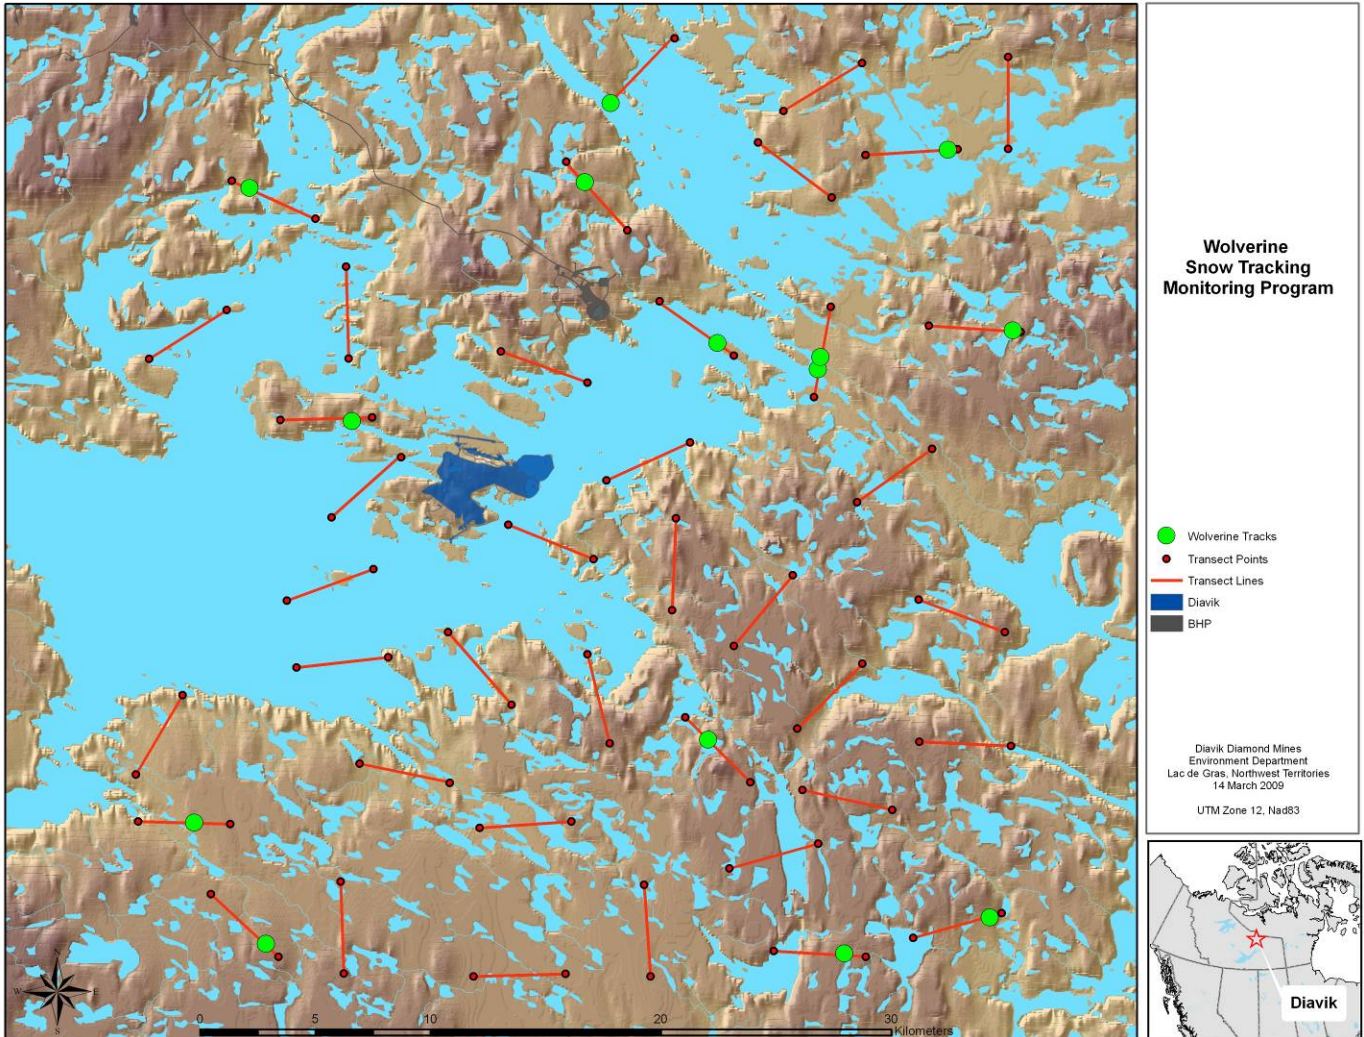 Wolverine
Snow Tracking
Monitoring Program
Wolverine Tracks
Transect Points
Transect Lines
Diavik
BHP
Diavik Diamond Mines
Environment Department
Lac de Gras, Northwest Territories
14 March 2009
UTM Zone 12, Nad83
N
W E
S
0 5 10 20 30
Kilometers
Diavik